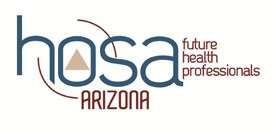 hosa
future
health
professionals
ARIZONA